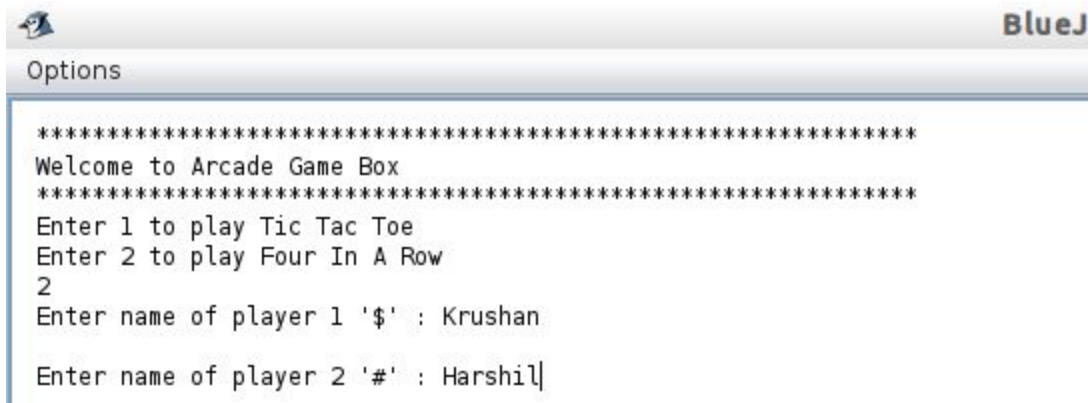 BlueJ
Options
***************************************************************
Welcome to Arcade Game Box
***************************************************************
Enter 1 to play Tic Tac Toe
Enter 2 to play Four In A Row
2
Enter name of player 1 '$' : Krushan
Enter name of player 2 '#' : Harshil